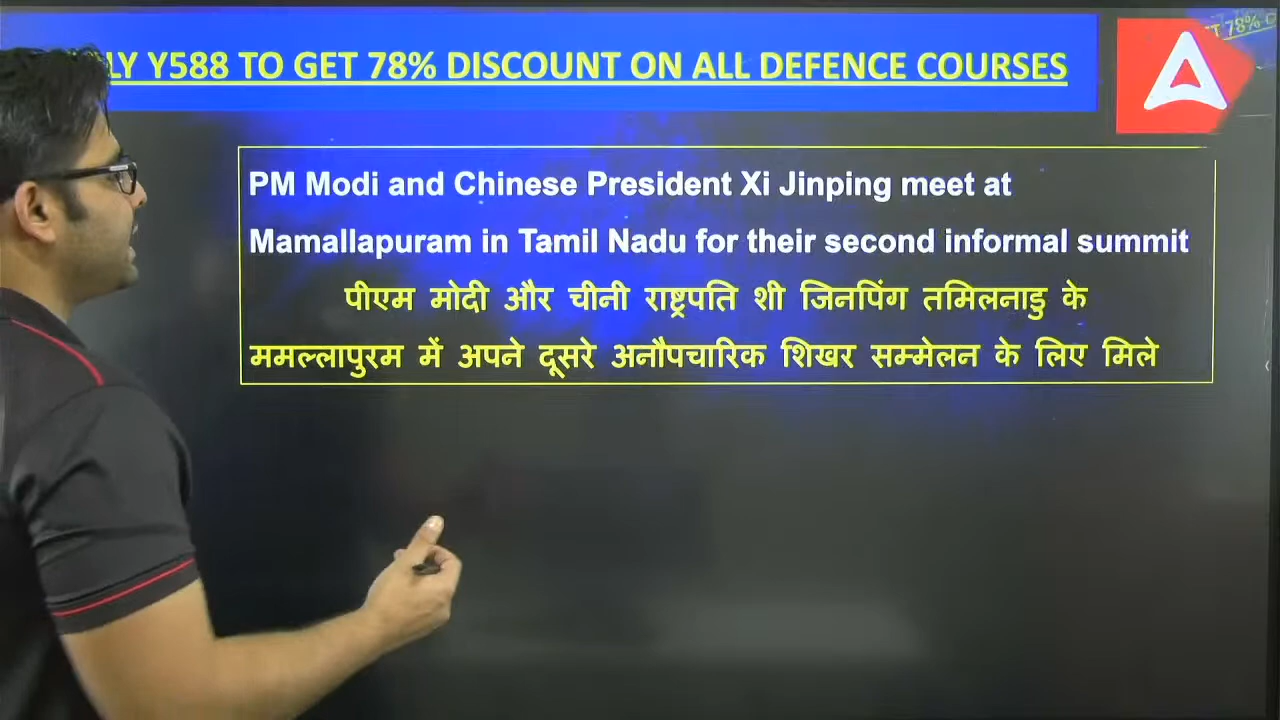 Y588 TO GET 78% DISCOUNT ON ALL DEFENCE COURSES
78%
PM Modi and Chinese President Xi Jinping meet at
Mamallapuram in Tamil Nadu for their second informal summit
पीएम मोदी और चीनी राष्ट्रपति शी जिनपिंग तमिलनाडु के
ममल्लापुरम में अपने दूसरे अनौपचारिक शिखर सम्मेलन के लिए मिले